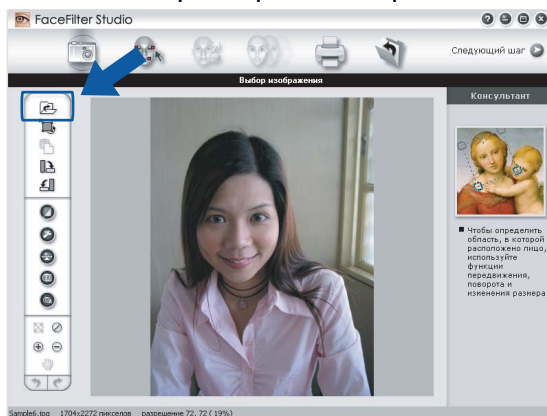 FaceFilter Studio
Следующий шаг
Выбор изображения
Консультант
Чтобы определить
область, в которой
расположено лицо,
используйте
функции
передвижения,
поворота и
изменения размера
Sample6.jpg 1704x2272 пикселов разрешение 72, 72 ( 19%)